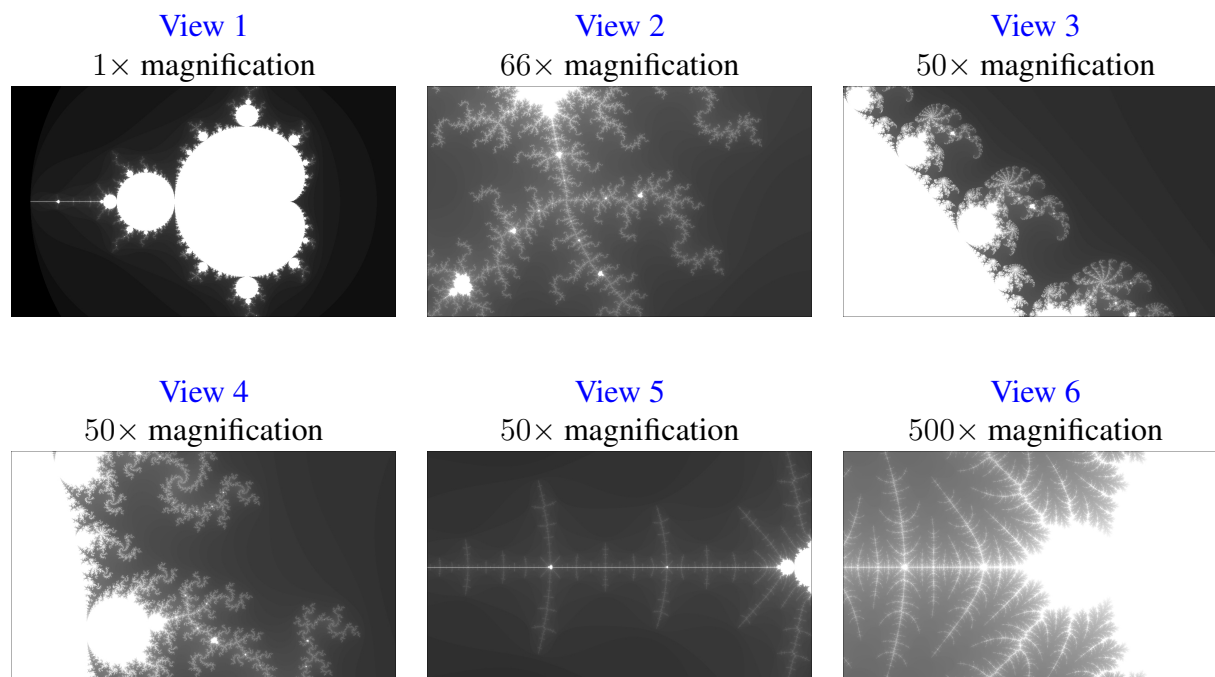 View 1
1× magnification
View 2
66× magnification
View 3
50× magnification
View 4
50× magnification
View 5
50× magnification
View 6
500× magnification